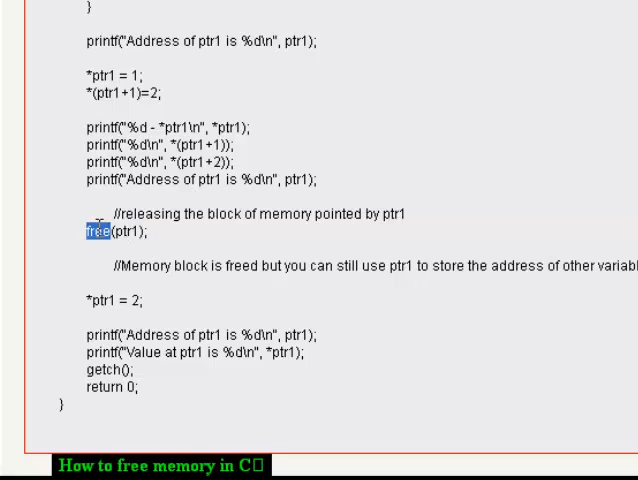 }
printf("Address of ptr1 is %d\n", ptr1);
*ptr1 = 1;
*(ptr1+1)=2;
printf("%d - *ptr1\n", *ptr1);
printf("%d\n", *(ptr1+1));
printf("%d\n", *(ptr1+2));
printf("Address of ptr1 is %d\n", ptr1);
//releasing the block of memory pointed by ptr1
free(ptr1);
//Memory block is freed but you can still use ptr1 to store the address of other
*ptr1 = 2;
printf("Address of ptr1 is %d\n", ptr1);
printf("Value at ptr1 is %d\n", *ptr1);
getch();
return 0;
}
How to free memory in C